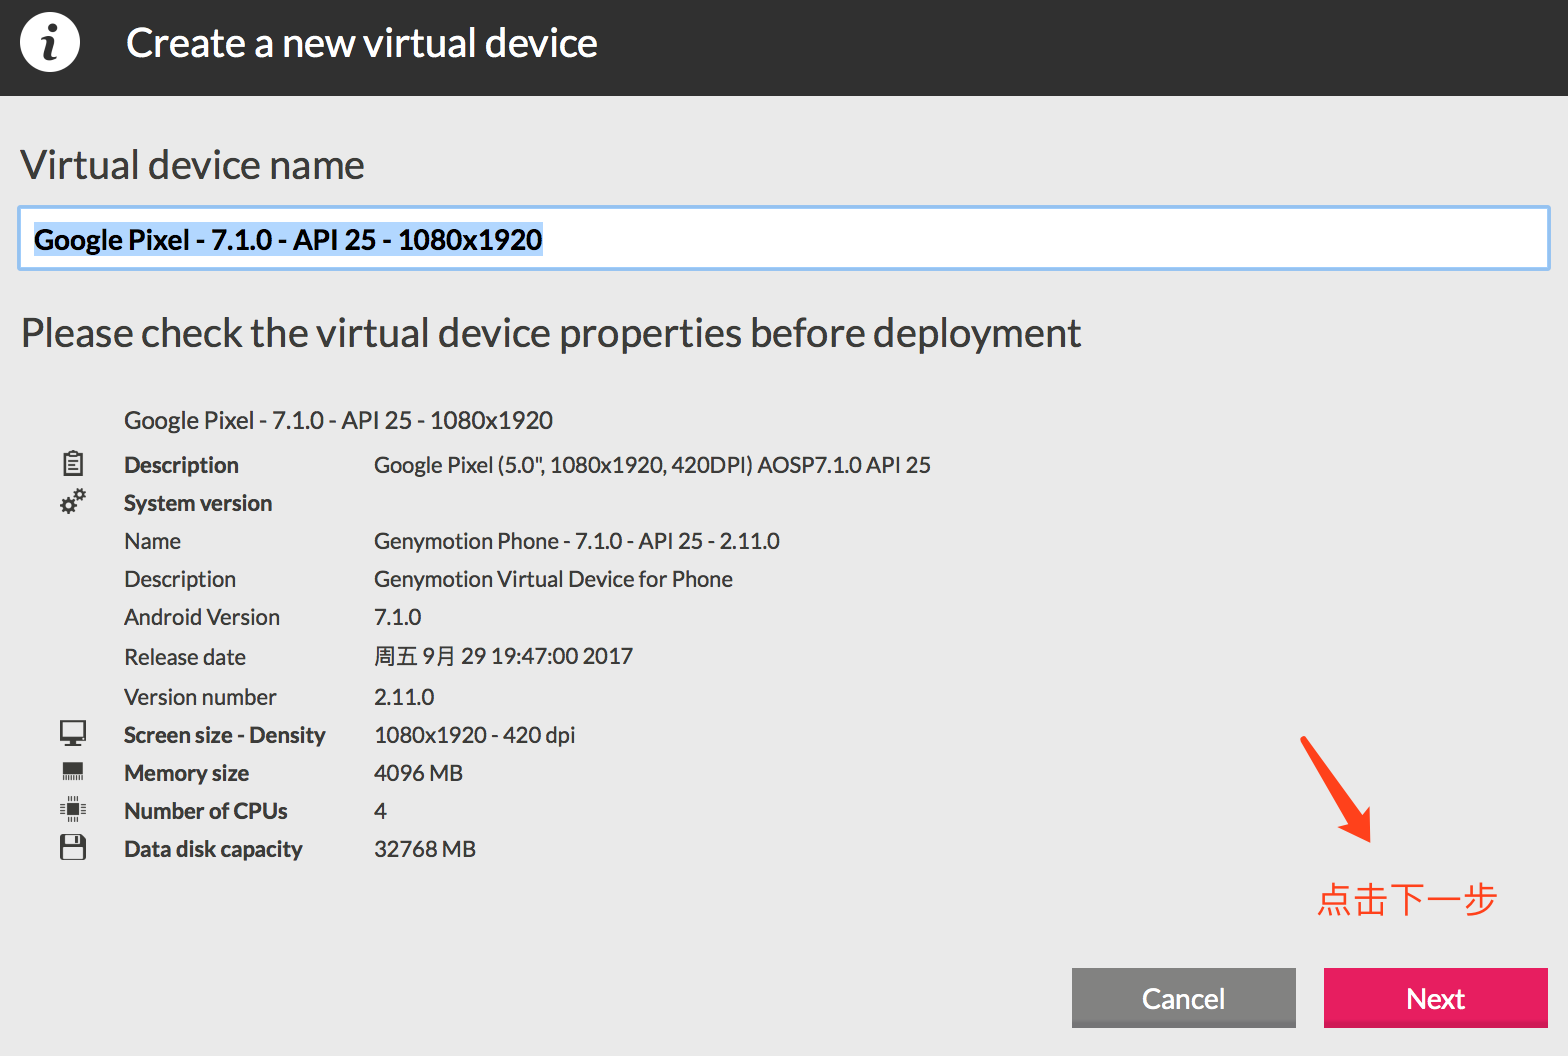 Create a new virtual device
Virtual device name
Google Pixel - 7.1.0 - API 25 - 1080x1920
Please check the virtual device properties before deployment
Google Pixel - 7.1.0 - API 25 - 1080x1920
Description Google Pixel (5.0", 1080x1920, 420DPI) AOSP7.1.0 API 25
System version
Name Genymotion Phone - 7.1.0 - API 25 - 2.11.0
Description Genymotion Virtual Device for Phone
Android Version 7.1.0
Release date 周五 9月 29 19:47:00 2017
Version number 2.11.0
Screen size - Density 1080x1920 - 420 dpi
Memory size 4096 MB
Number of CPUs 4
Data disk capacity 32768 MB
点击下一步
Cancel Next